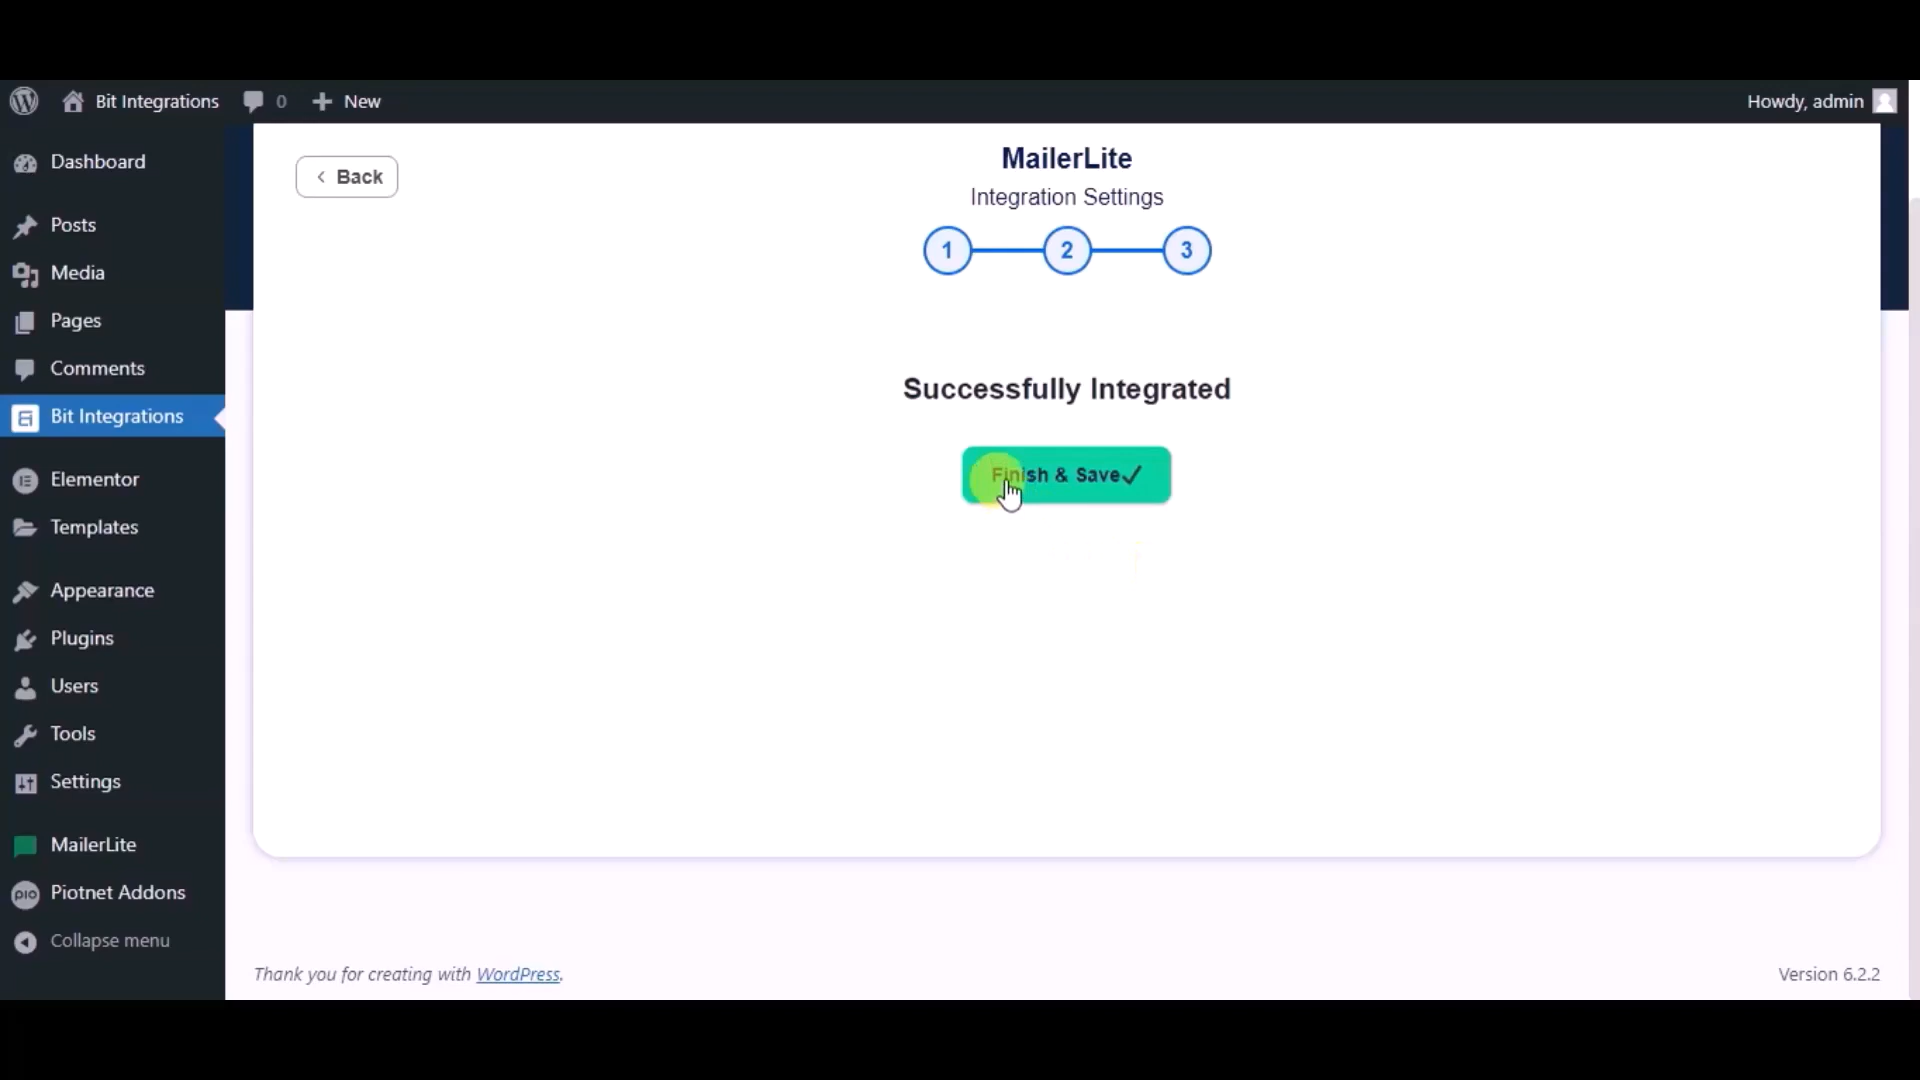 Bit Integrations 0 New Howdy, admin
Dashboard
Posts
Media
Pages
Comments
Bit Integrations
Elementor
Templates
Appearance
Plugins
Users
Tools
Settings
MailerLite
pio Piotnet Addons
Collapse menu
Back
MailerLite
Integration Settings
1 2 3
Successfully Integrated
Finish & Save
Thank you for creating with WordPress.
Version 6.2.2